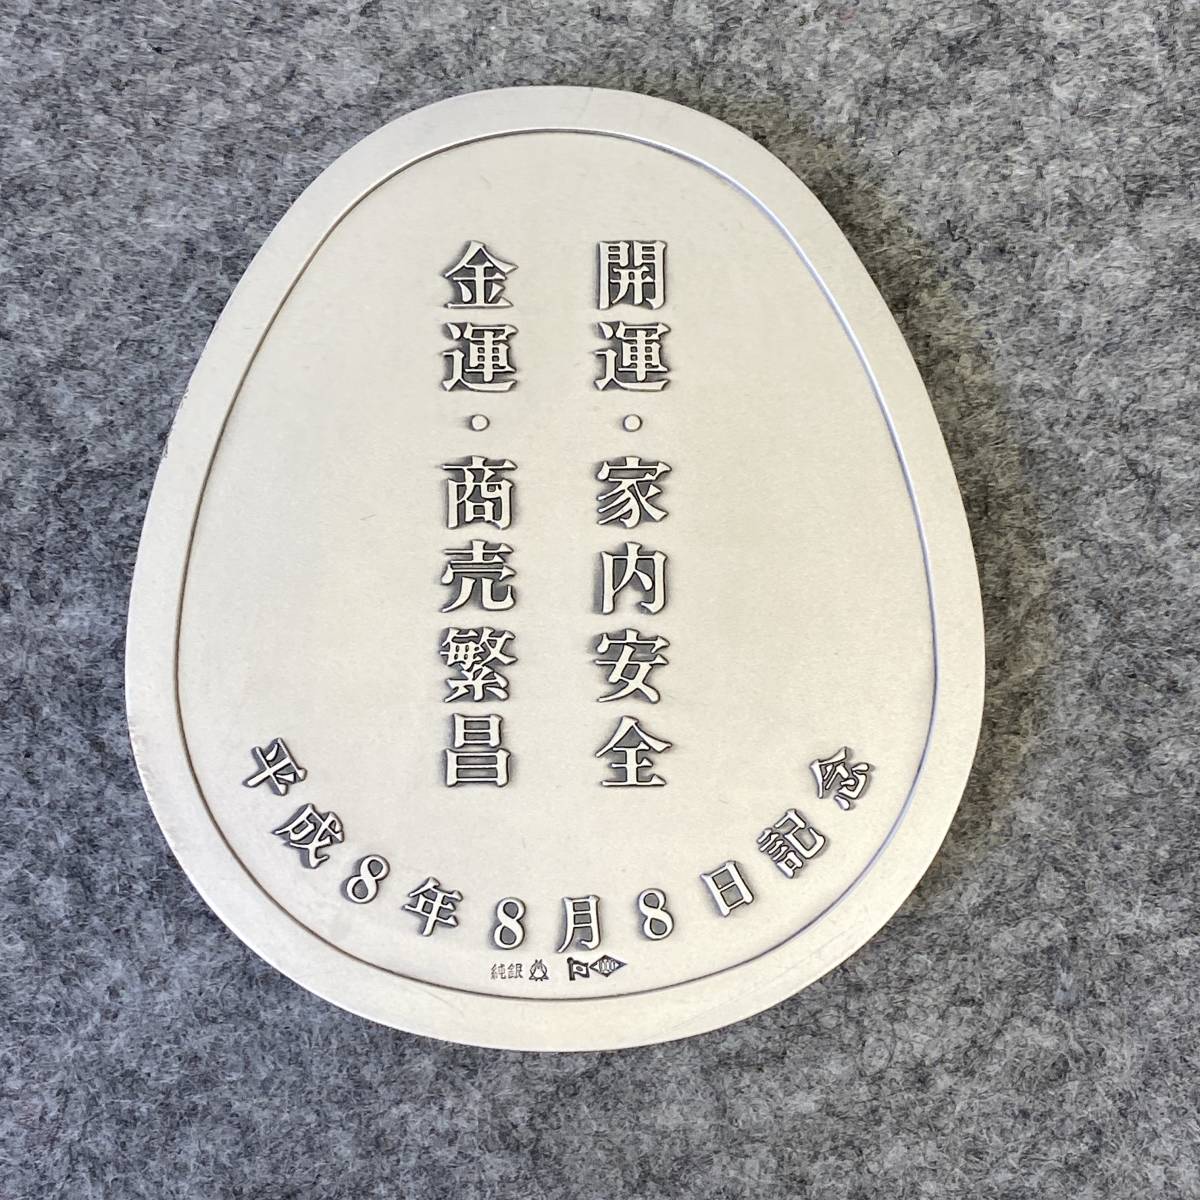 開運・家内安全
金運・商売繁昌
平成8年8月8日記念
純銀